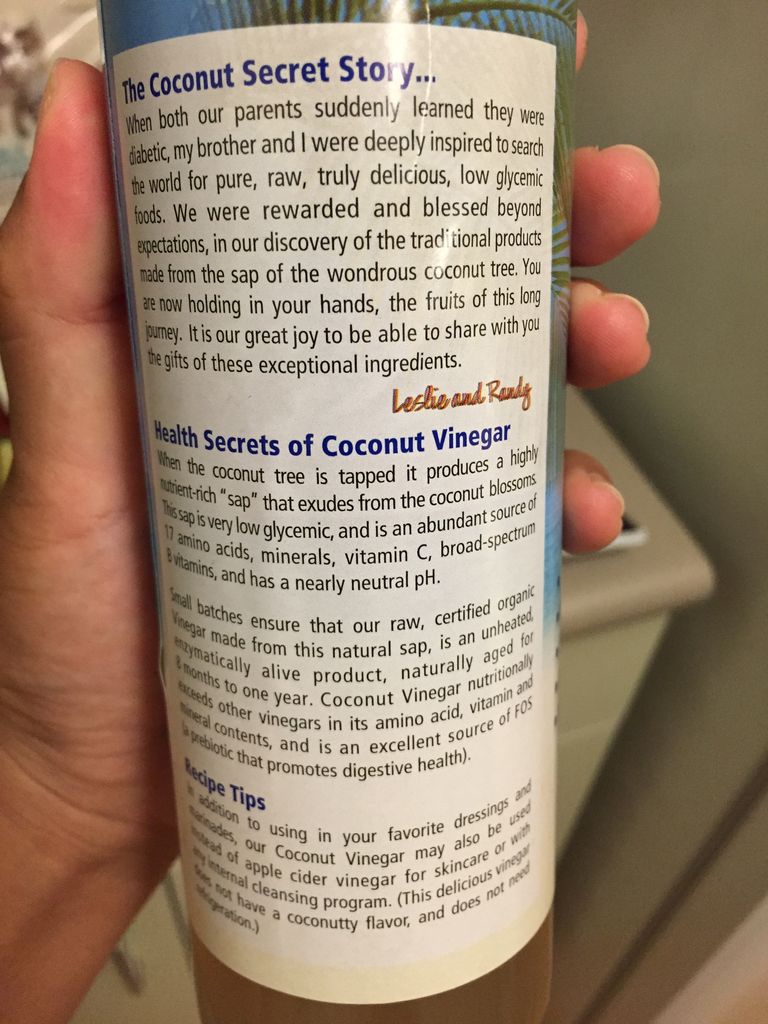 The Coconut Secret Story...
When both our parents suddenly learned they were
diabetic, my brother and I were deeply inspired to search
the world for pure, raw, truly delicious, low glycemic
foods. We were rewarded and blessed beyond
expectations, in our discovery of the traditional products
made from the sap of the wondrous coconut tree. You
are now holding in your hands, the fruits of this long
journey. It is our great joy to be able to share with you
the gifts of these exceptional ingredients.
Leslie and Randy
Health Secrets of Coconut Vinegar
When the coconut tree is tapped it produces a highly
nutrient-rich "sap" that exudes from the coconut blossoms.
This sap is very low glycemic, and is an abundant source of
17 amino acids, minerals, vitamin C, broad-spectrum
B vitamins, and has a nearly neutral pH.
Small batches ensure that our raw, certified organic
Vinegar made from this natural sap, is an unheated,
enzymatically alive product, naturally aged for
8 months to one year. Coconut Vinegar nutritionally
exceeds other vinegars in its amino acid, vitamin and
mineral contents, and is an excellent source of FOS
(a prebiotic that promotes digestive health).
Recipe Tips
In addition to using in your favorite dressings and
marinades, our Coconut Vinegar may also be used
instead of apple cider vinegar for skincare or with
any internal cleansing program. (This delicious vinegar
does not have a coconutty flavor, and does not need
refrigeration.)